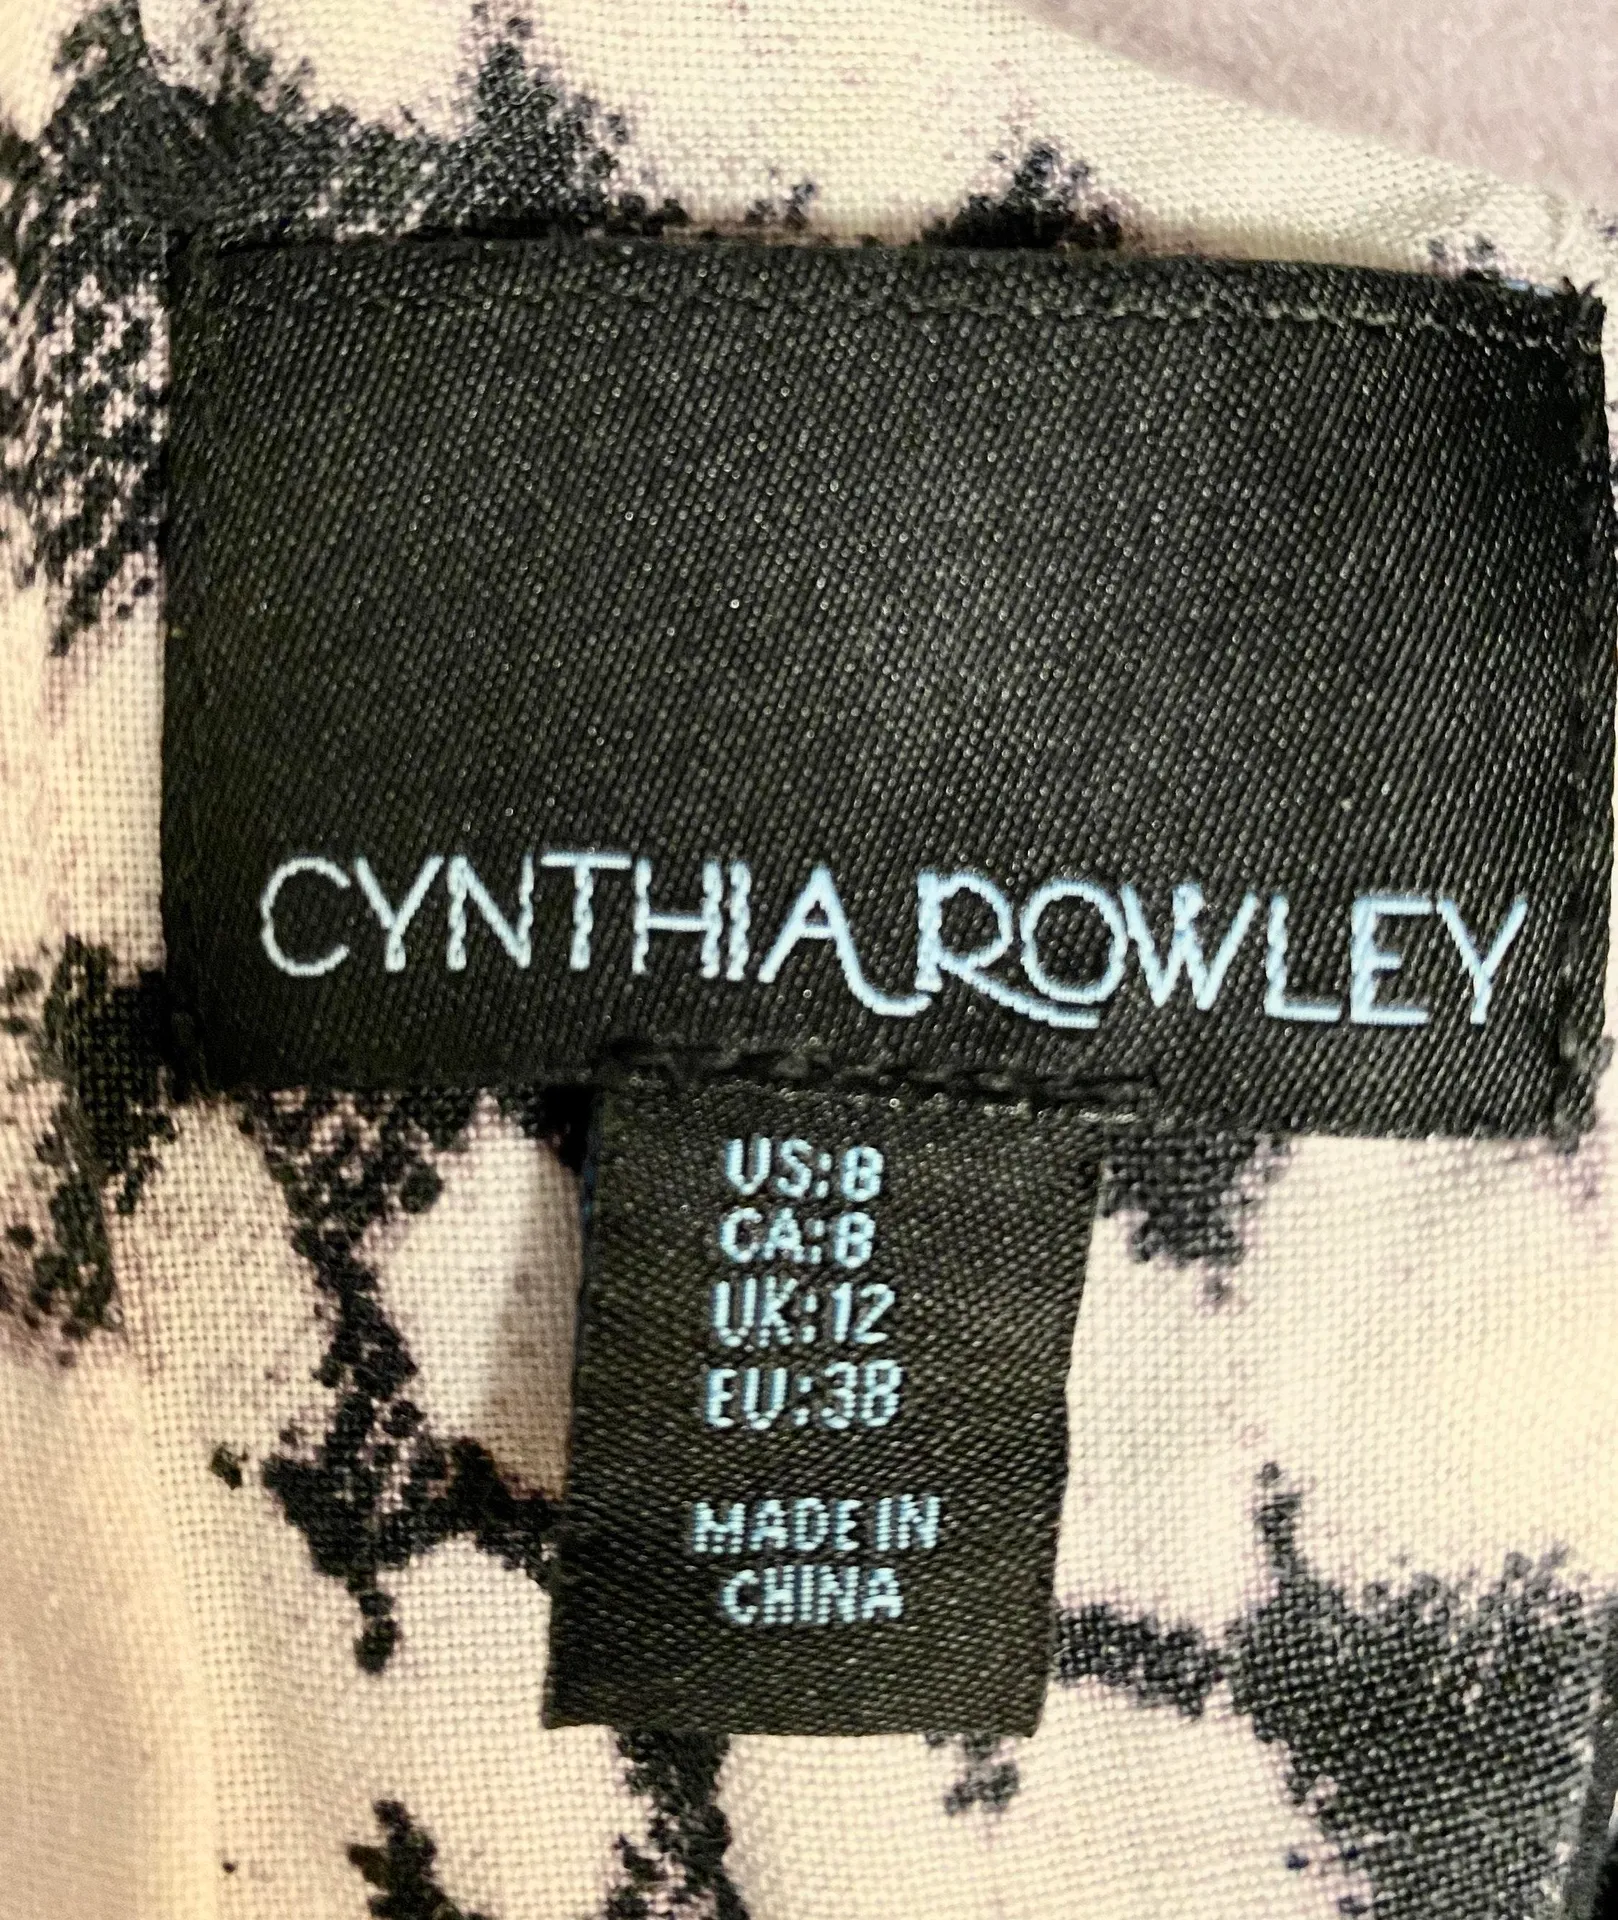 CYNTHIA ROWLEY
US:8
CA:8
UK:12
EU:38
MADE IN
CHINA